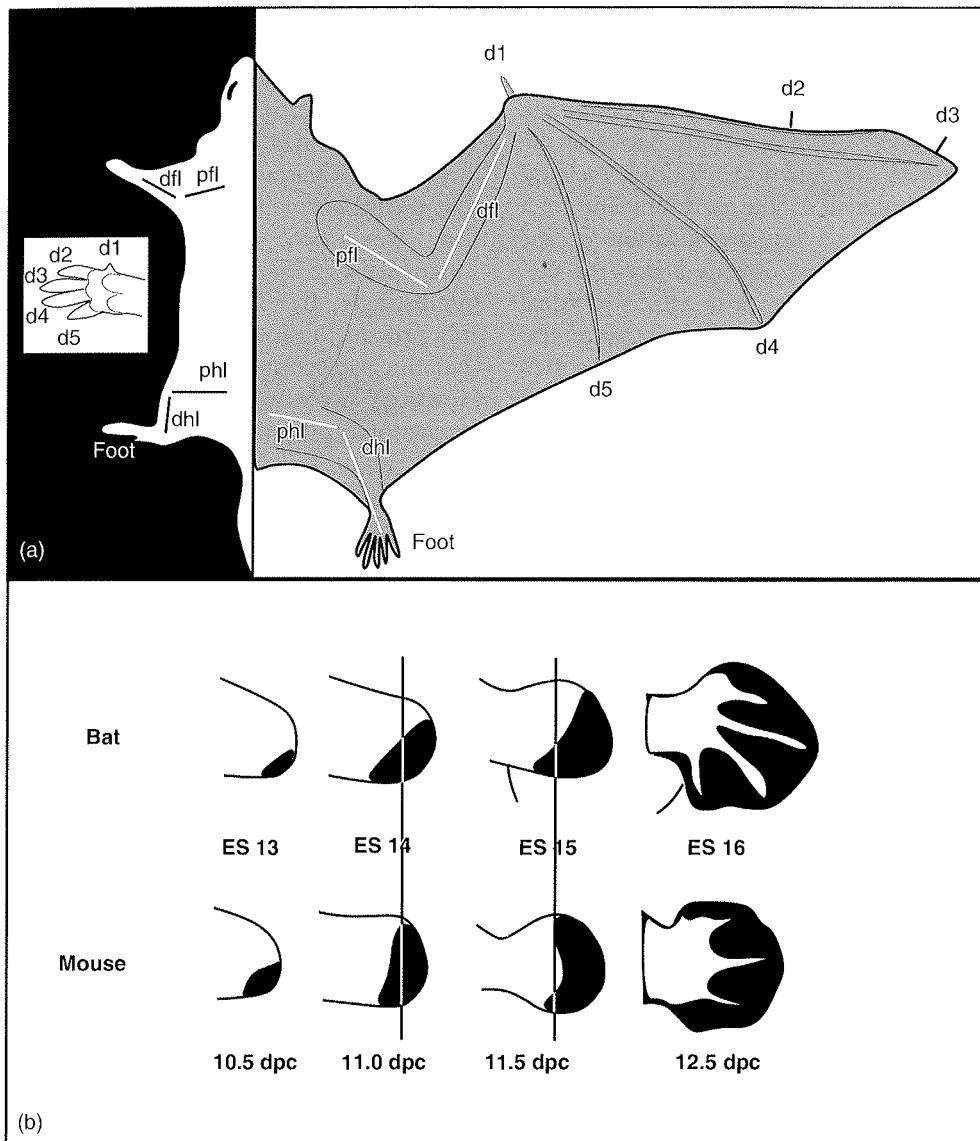 d1
d2
d3
dfl
pfl
dfl
pfl
d1
d2
d3
d4
d5
d4
d5
phl
dhl
phl
dhl
Foot
Foot
(a)
Bat
ES 13 ES 14 ES 15 ES 16
Mouse
10.5 dpc 11.0 dpc 11.5 dpc 12.5 dpc
(b)